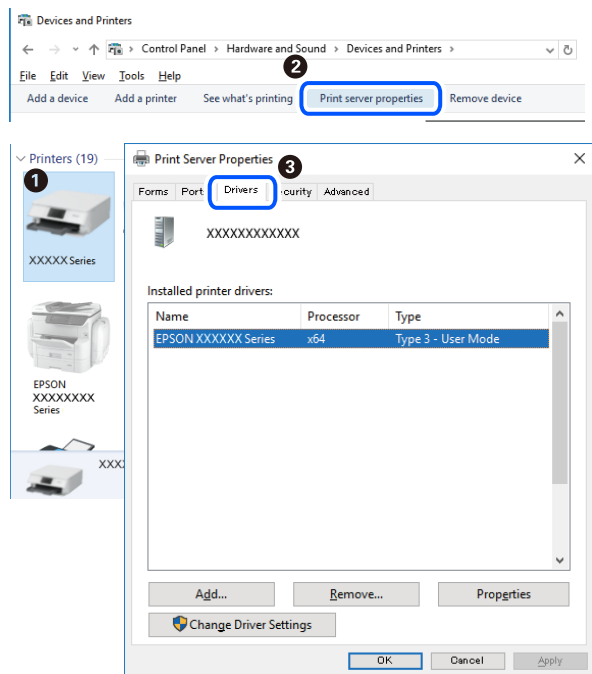 Devices and Printers
Control Panel > Hardware and Sound > Devices and Printers >
2
File Edit View Tools Help
Add a device Add a printer See what's printing Print server properties Remove device
Printers (19)
1
XXXXX Series
EPSON
XXXXXXXX
Series
XXX
Print Server Properties
3
Forms Port Drivers curity Advanced
XXXXXXXXXXXX
Installed printer drivers:
Name Processor Type
EPSON XXXXXX Series x64 Type 3 - User Mode
Add... Remove... Properties
Change Driver Settings
OK Cancel Apply